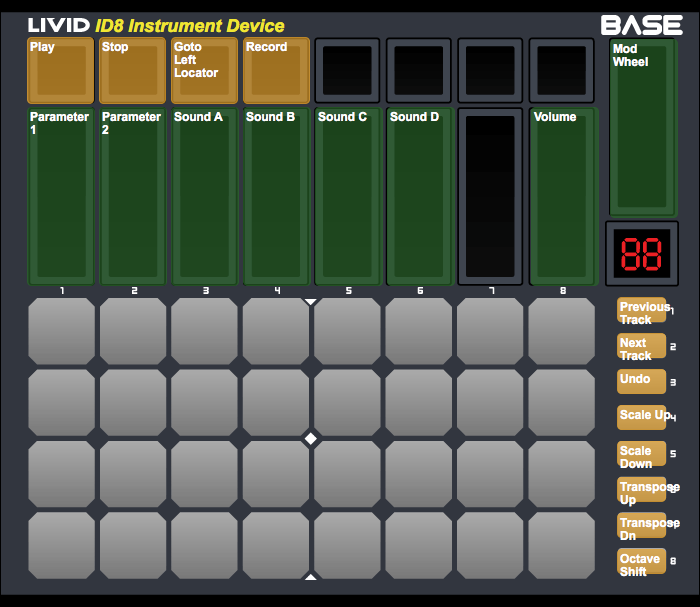 LIVID ID8 Instrument Device
BASE
Play
Stop
Goto
Left
Locator
Record
Mod
Wheel
Parameter
1
Parameter
2
Sound A
Sound B
Sound C
Sound D
Volume
88
1 2 3 4 5 6 7 8
Previous
Track
1
Next
Track
2
Undo
3
Scale Up
4
Scale
Down
5
Transpose
Up
Transpose
Dn
Octave
Shift
8